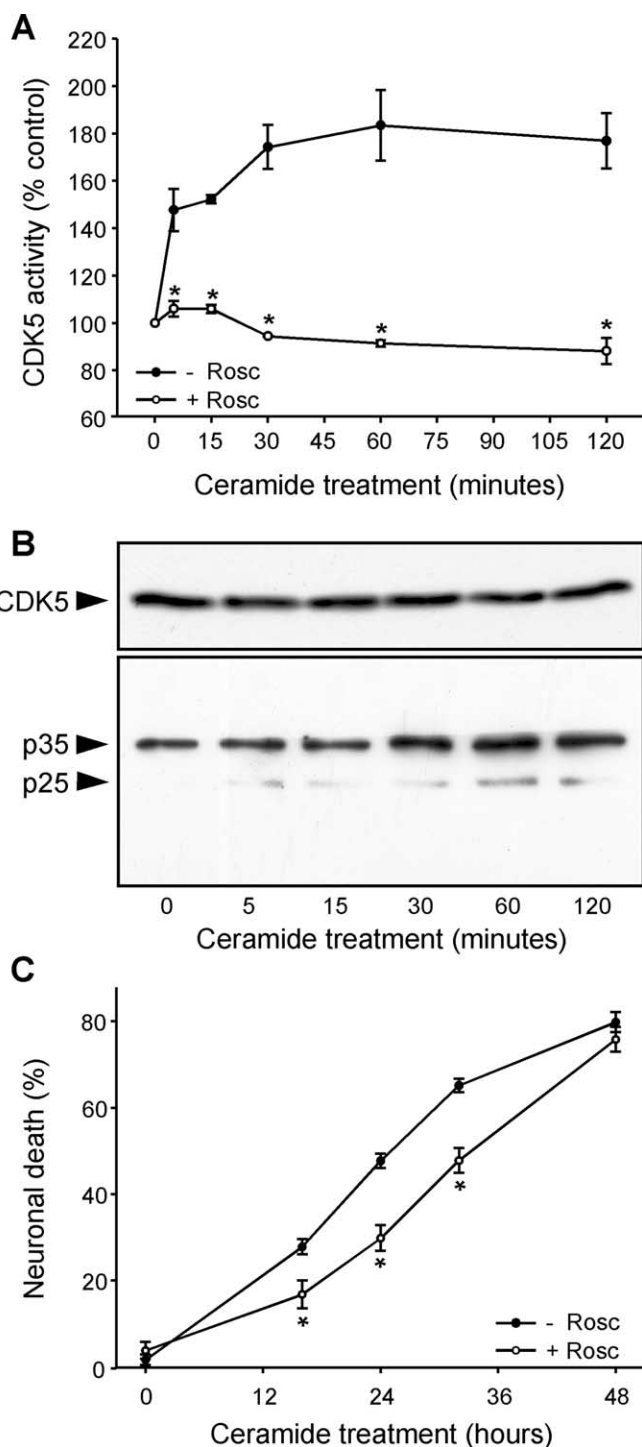 A
CDK5 activity (% control)
220
200
180
160
140
120
100
80
60
*
*
*
*
*
- Rosc
+ Rosc
0 15 30 45 60 75 90 105 120
Ceramide treatment (minutes)
B
CDK5
p35
p25
0 5 15 30 60 120
Ceramide treatment (minutes)
C
Neuronal death (%)
80
60
40
20
0
*
*
*
- Rosc
+ Rosc
0 12 24 36 48
Ceramide treatment (hours)